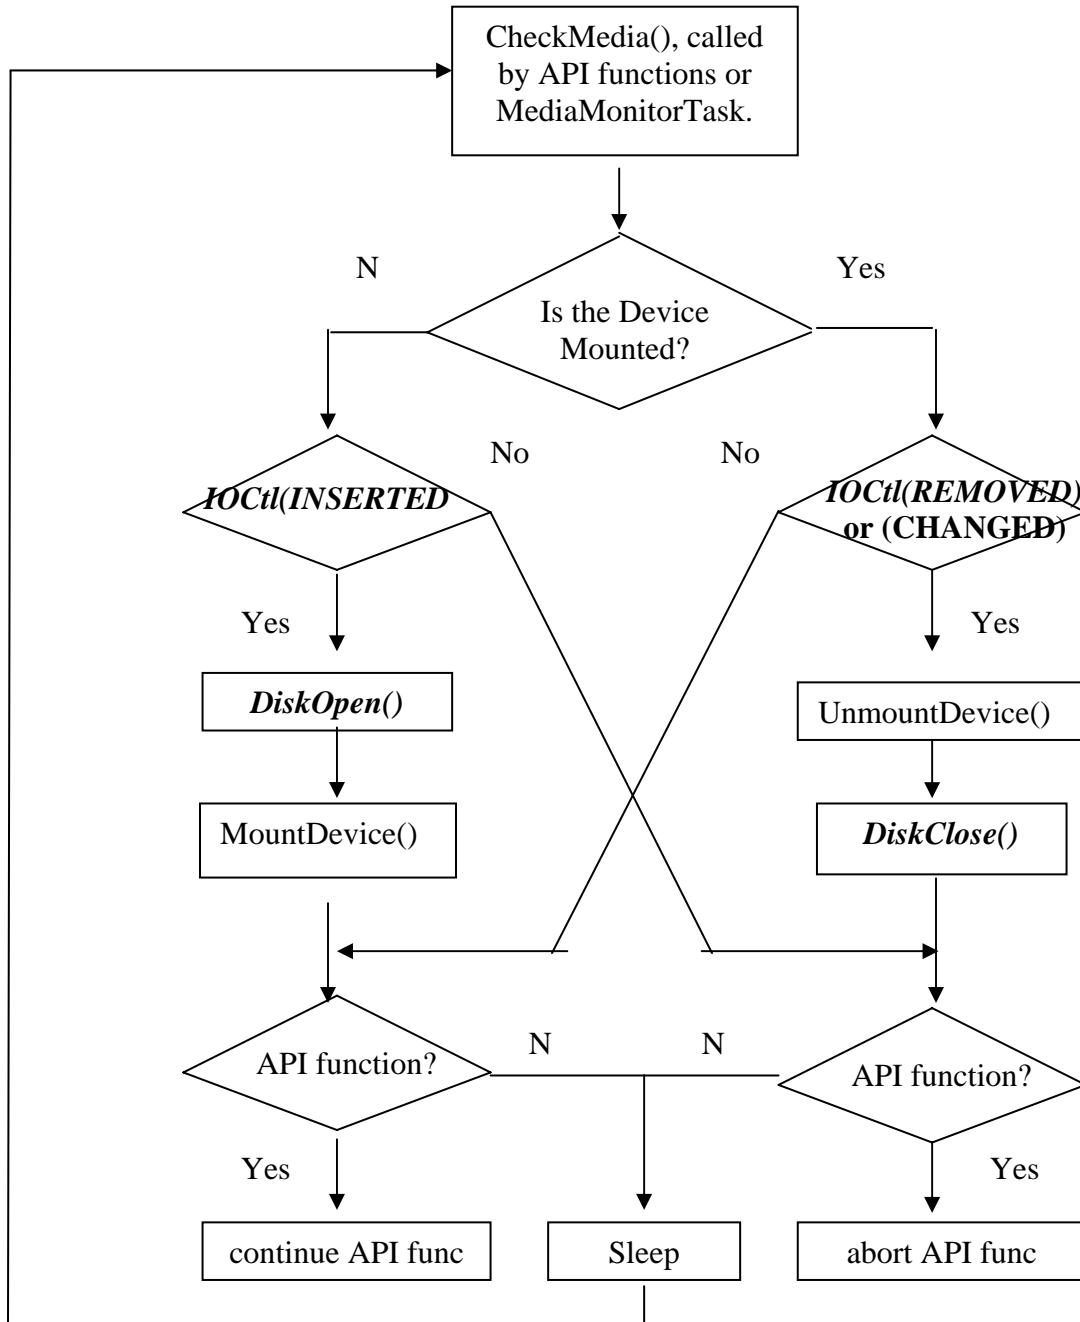 CheckMedia(), called
by API functions or
MediaMonitorTask.
N
Yes
Is the Device
Mounted?
No
No
IOCtl(INSERTED
IOCtl(REMOVED)
or (CHANGED)
Yes
Yes
DiskOpen()
UnmountDevice()
MountDevice()
DiskClose()
N
N
API function?
API function?
Yes
Yes
continue API func
Sleep
abort API func